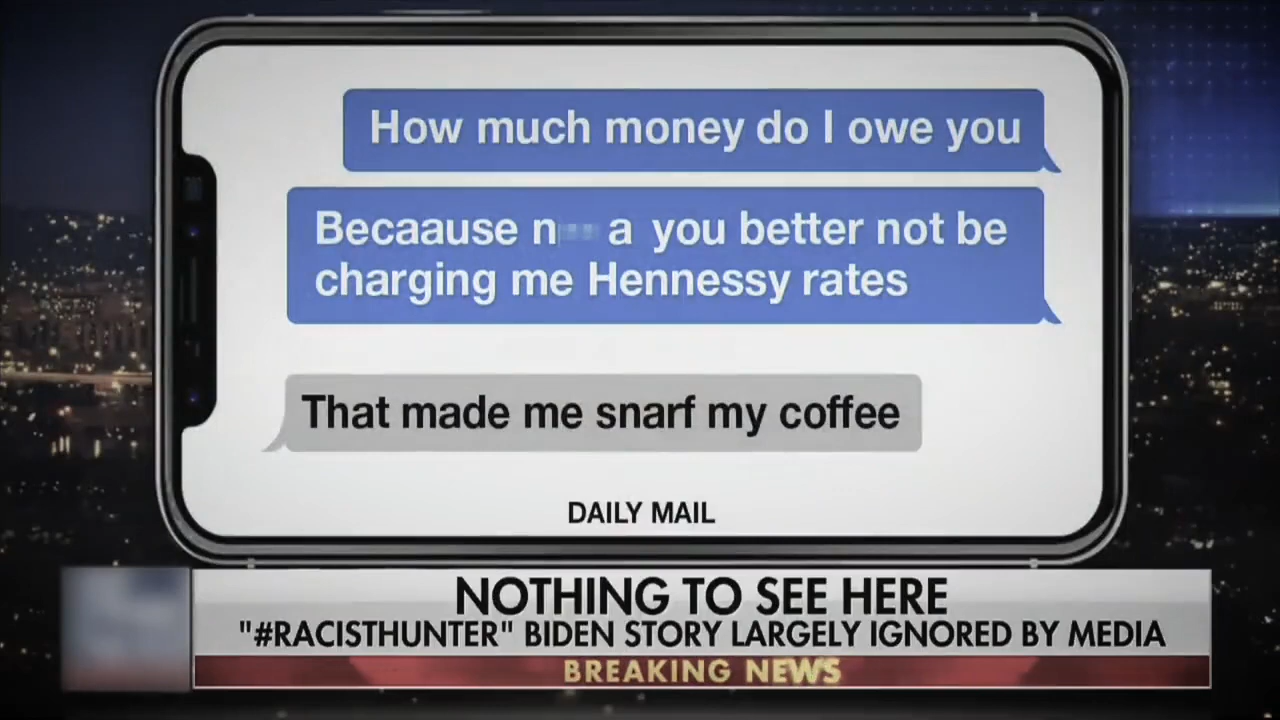 How much money do I owe you
Becaause n a you better not be
charging me Hennessy rates
That made me snarf my coffee
DAILY MAIL
NOTHING TO SEE HERE
"#RACISTHUNTER" BIDEN STORY LARGELY IGNORED BY MEDIA
BREAKING NEWS